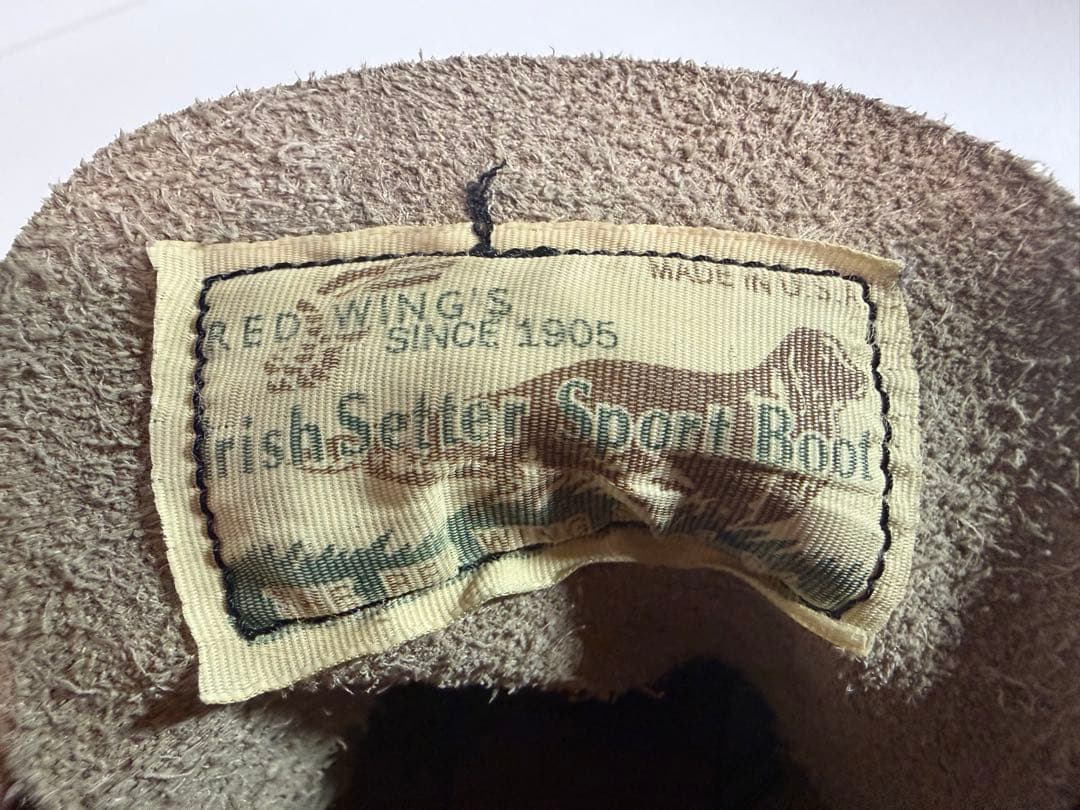 MADE IN U.S.A
RED WING'S
SINCE 1905
Irish Setter Sport Boot